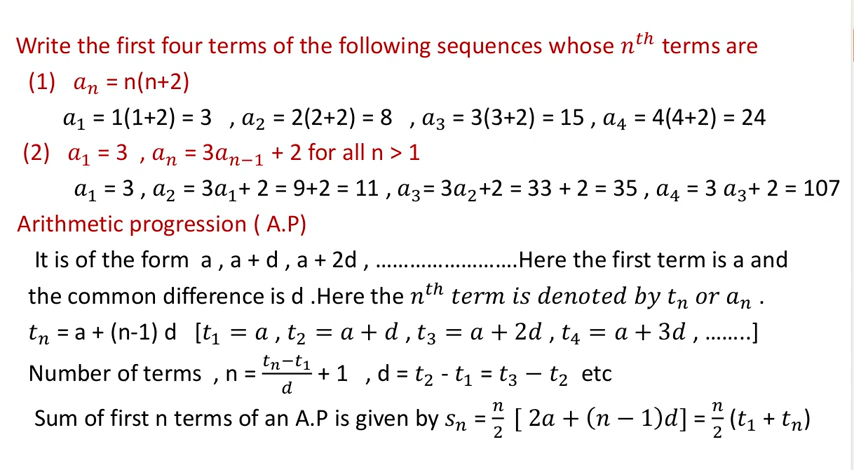 Write the first four terms of the following sequences whose nᵗʰ terms are
(1) aₙ = n(n+2)
a₁ = 1(1+2) = 3 , a₂ = 2(2+2) = 8 , a₃ = 3(3+2) = 15 , a₄ = 4(4+2) = 24
(2) a₁ = 3 , aₙ = 3aₙ₋₁ + 2 for all n > 1
a₁ = 3 , a₂ = 3a₁+ 2 = 9+2 = 11 , a₃= 3a₂+2 = 33 + 2 = 35 , a₄ = 3 a₃+ 2 = 107
Arithmetic progression ( A.P)
It is of the form a , a + d , a + 2d , ..........................Here the first term is a and
the common difference is d .Here the nᵗʰ term is denoted by tₙ or aₙ .
tₙ = a + (n-1) d [t₁ = a , t₂ = a + d , t₃ = a + 2d , t₄ = a + 3d , ........]
Number of terms , n = (tₙ−t₁)/d + 1 , d = t₂ - t₁ = t₃ − t₂ etc
Sum of first n terms of an A.P is given by sₙ = n/2 [ 2a + (n − 1)d] = n/2 (t₁ + tₙ)